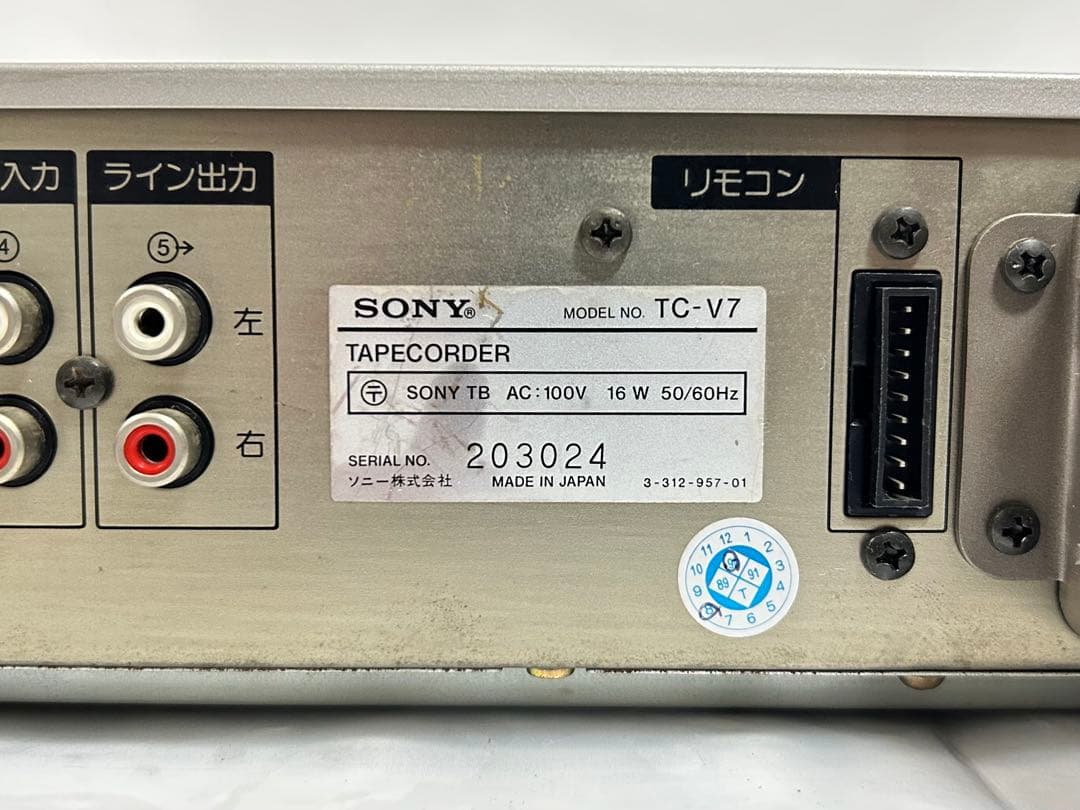 入力
ライン出力
④
⑤→
左
右
リモコン
SONY® MODEL NO. TC-V7
TAPECORDER
〒 SONY TB AC:100V 16 W 50/60Hz
SERIAL NO. 203024
ソニー株式会社 MADE IN JAPAN 3-312-957-01
12 1 2 3 4 5 6 7 8 9 10 11
89 91
T